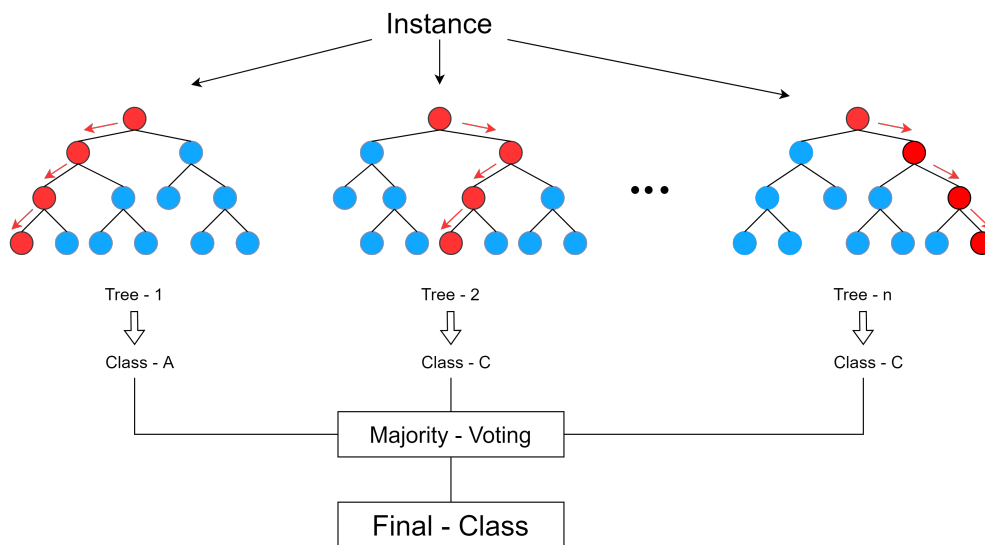 Instance
Tree - 1
Tree - 2
Tree - n
Class - A
Class - C
Class - C
Majority - Voting
Final - Class